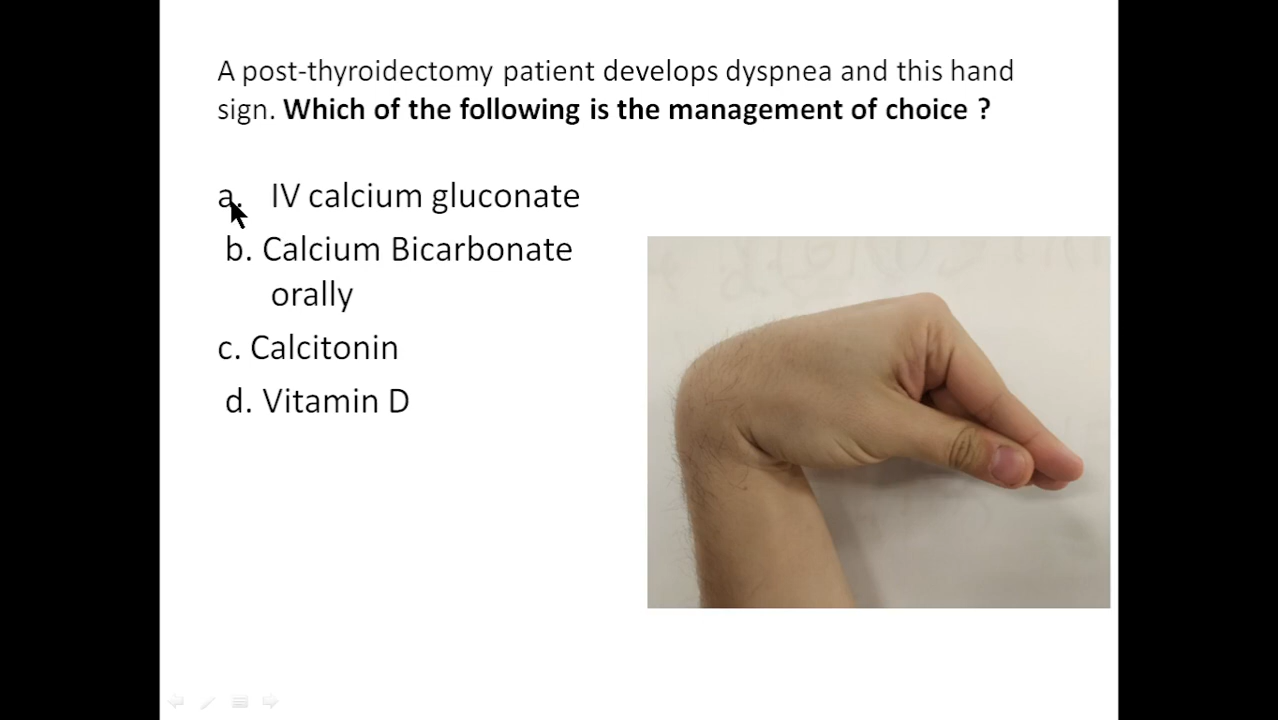 A post-thyroidectomy patient develops dyspnea and this hand
sign. Which of the following is the management of choice ?
a. IV calcium gluconate
b. Calcium Bicarbonate
orally
c. Calcitonin
d. Vitamin D